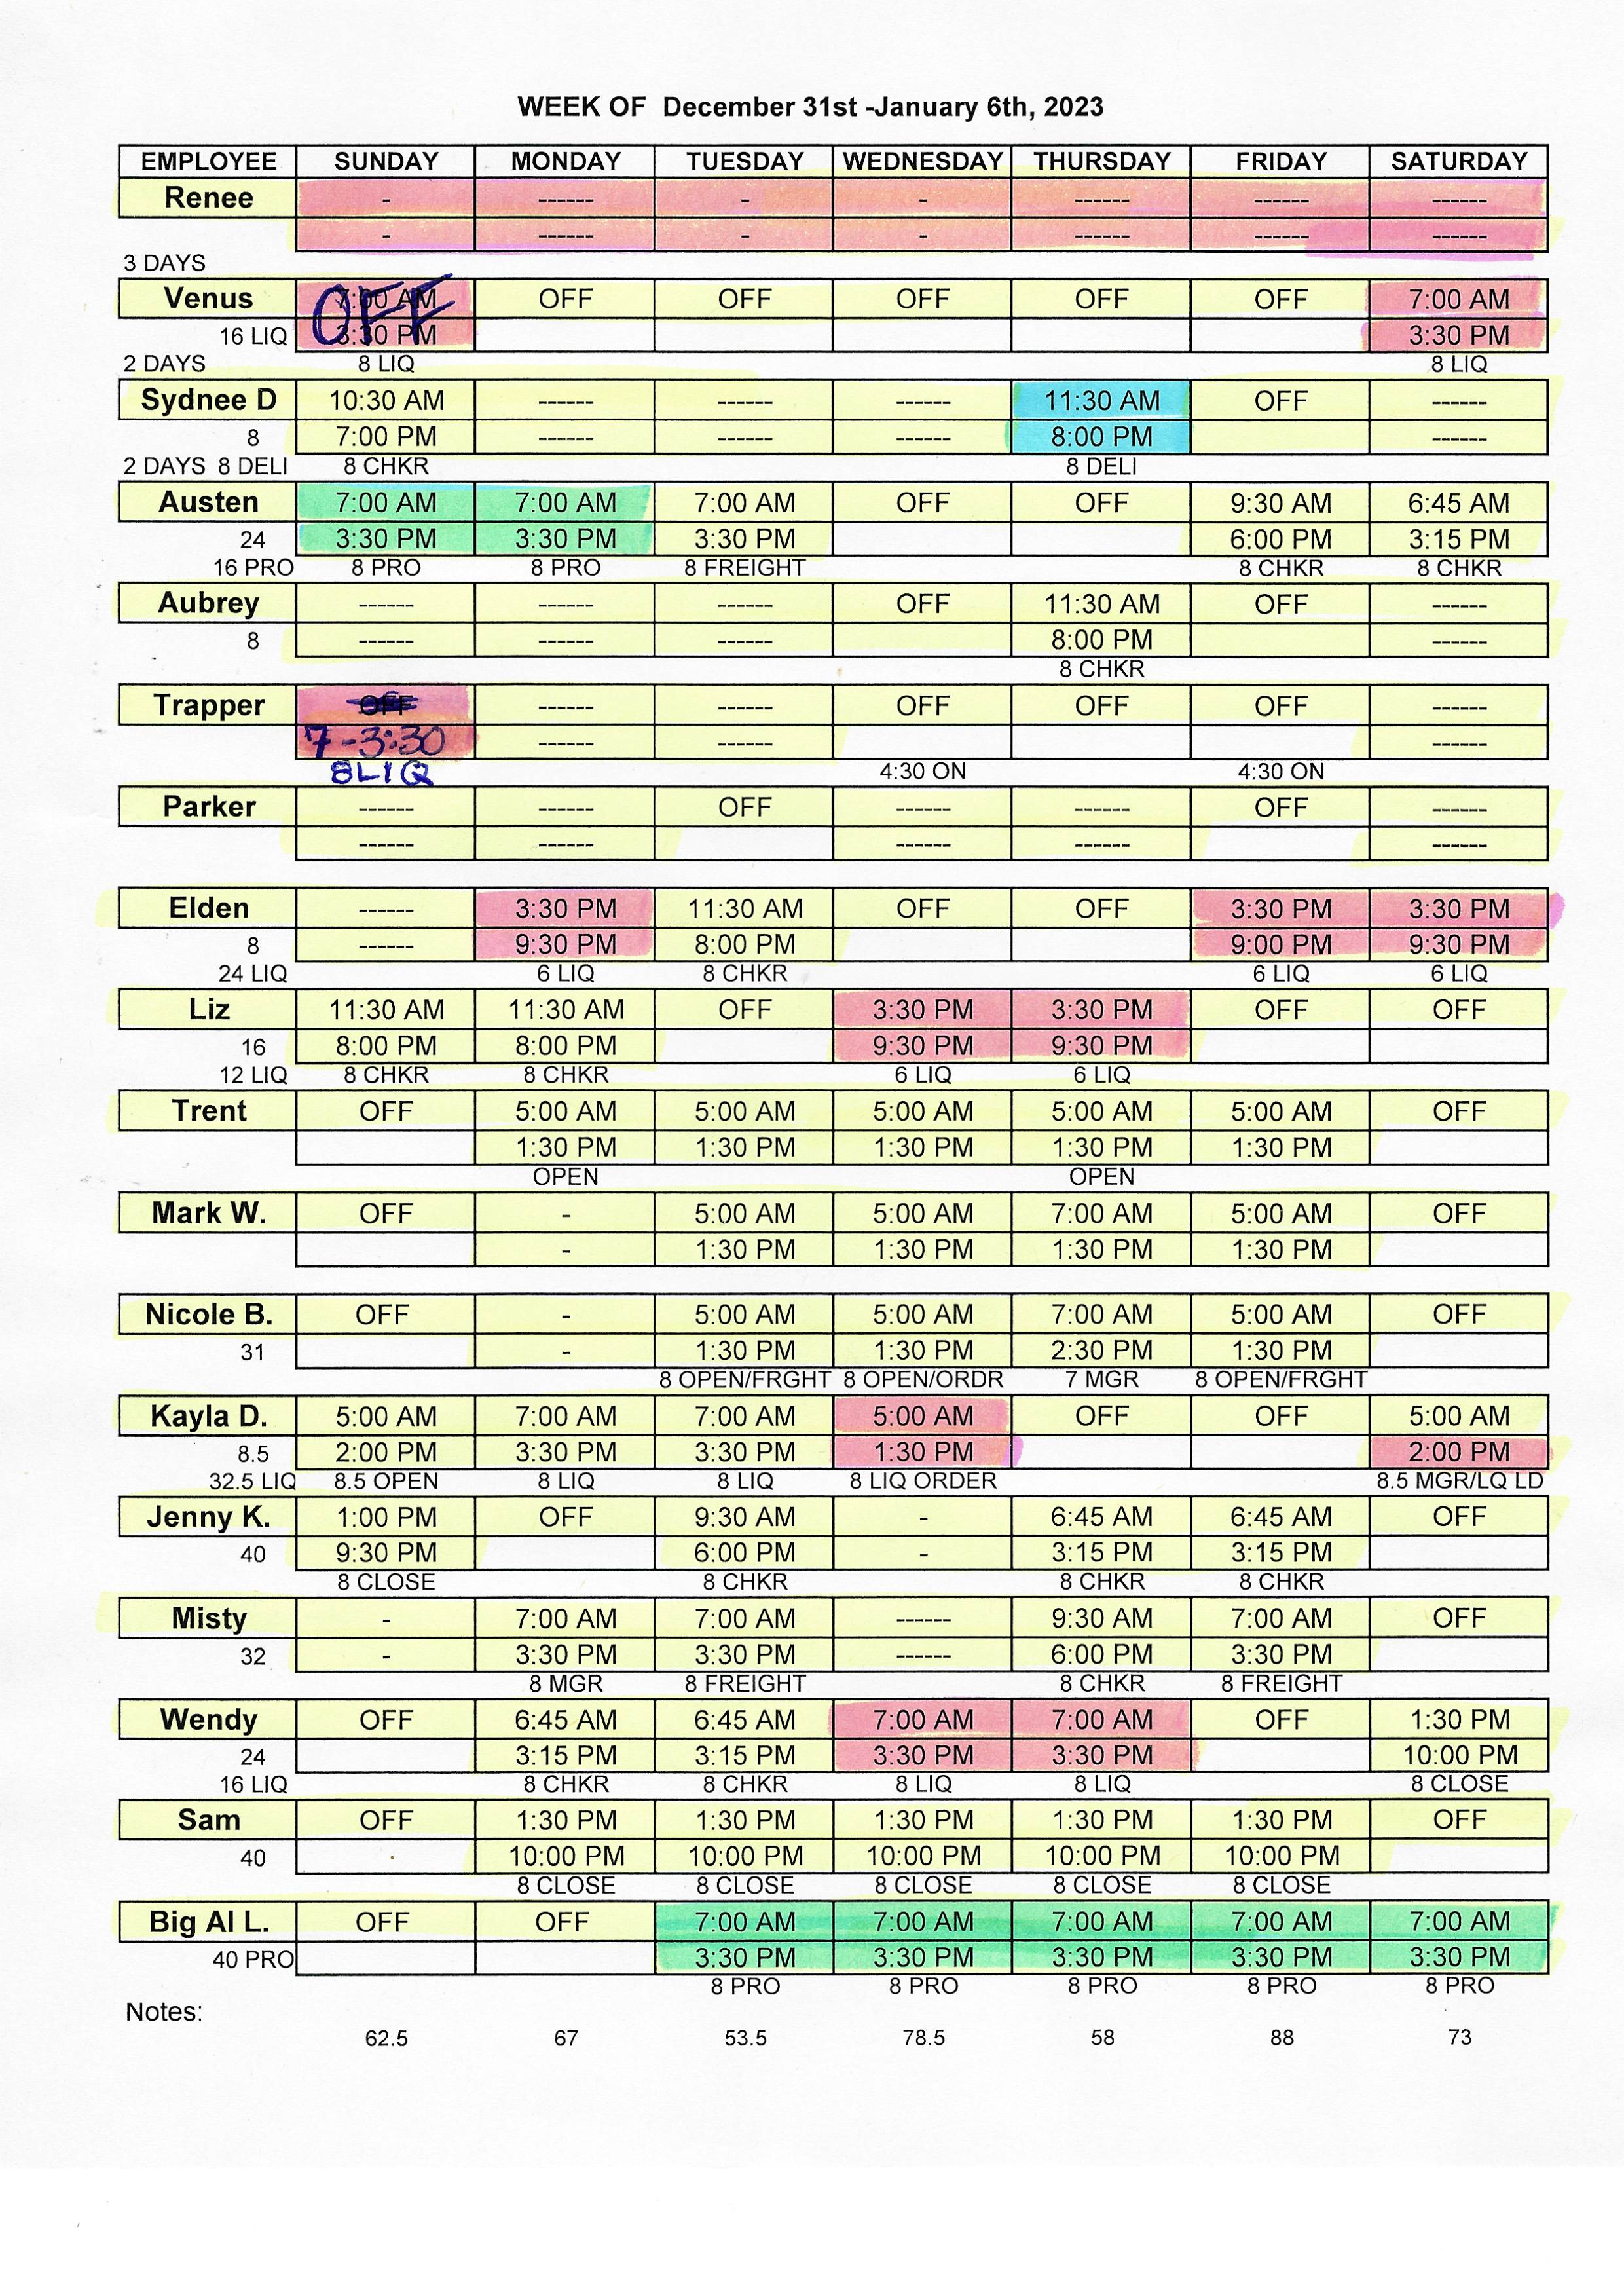 WEEK OF December 31st -January 6th, 2023
EMPLOYEE SUNDAY MONDAY TUESDAY WEDNESDAY THURSDAY FRIDAY SATURDAY
Renee - ------ - - ------ ------ ------
- ------ - - ------ ------ ------
3 DAYS
Venus 7:00 AM OFF OFF OFF OFF OFF OFF 7:00 AM
16 LIQ 3:30 PM 3:30 PM
2 DAYS 8 LIQ 8 LIQ
Sydnee D 10:30 AM ------ ------ ------ 11:30 AM OFF ------
8 7:00 PM ------ ------ ------ 8:00 PM ------
2 DAYS 8 DELI 8 CHKR 8 DELI
Austen 7:00 AM 7:00 AM 7:00 AM OFF OFF 9:30 AM 6:45 AM
24 3:30 PM 3:30 PM 3:30 PM 6:00 PM 3:15 PM
16 PRO 8 PRO 8 PRO 8 FREIGHT 8 CHKR 8 CHKR
Aubrey ------ ------ ------ OFF 11:30 AM OFF ------
8 ------ ------ ------ 8:00 PM ------
8 CHKR
Trapper OFF ------ ------ OFF OFF OFF ------
7-3:30 ------ ------ ------
8LIQ 4:30 ON 4:30 ON
Parker ------ ------ OFF ------ ------ OFF ------
------ ------ ------ ------ ------
Elden ------ 3:30 PM 11:30 AM OFF OFF 3:30 PM 3:30 PM
8 ------ 9:30 PM 8:00 PM 9:00 PM 9:30 PM
24 LIQ 6 LIQ 8 CHKR 6 LIQ 6 LIQ
Liz 11:30 AM 11:30 AM OFF 3:30 PM 3:30 PM OFF OFF
16 8:00 PM 8:00 PM 9:30 PM 9:30 PM
12 LIQ 8 CHKR 8 CHKR 6 LIQ 6 LIQ
Trent OFF 5:00 AM 5:00 AM 5:00 AM 5:00 AM 5:00 AM OFF
1:30 PM 1:30 PM 1:30 PM 1:30 PM 1:30 PM
OPEN OPEN
Mark W. OFF - 5:00 AM 5:00 AM 7:00 AM 5:00 AM OFF
- 1:30 PM 1:30 PM 1:30 PM 1:30 PM
Nicole B. OFF - 5:00 AM 5:00 AM 7:00 AM 5:00 AM OFF
31 - 1:30 PM 1:30 PM 2:30 PM 1:30 PM
8 OPEN/FRGHT 8 OPEN/ORDR 7 MGR 8 OPEN/FRGHT
Kayla D. 5:00 AM 7:00 AM 7:00 AM 5:00 AM OFF OFF 5:00 AM
8.5 2:00 PM 3:30 PM 3:30 PM 1:30 PM 2:00 PM
32.5 LIQ 8.5 OPEN 8 LIQ 8 LIQ 8 LIQ ORDER 8.5 MGR/LQ LD
Jenny K. 1:00 PM OFF 9:30 AM - 6:45 AM 6:45 AM OFF
40 9:30 PM 6:00 PM - 3:15 PM 3:15 PM
8 CLOSE 8 CHKR 8 CHKR 8 CHKR
Misty - 7:00 AM 7:00 AM ------ 9:30 AM 7:00 AM OFF
32 - 3:30 PM 3:30 PM ------ 6:00 PM 3:30 PM
8 MGR 8 FREIGHT 8 CHKR 8 FREIGHT
Wendy OFF 6:45 AM 6:45 AM 7:00 AM 7:00 AM OFF 1:30 PM
24 3:15 PM 3:15 PM 3:30 PM 3:30 PM 10:00 PM
16 LIQ 8 CHKR 8 CHKR 8 LIQ 8 LIQ 8 CLOSE
Sam OFF 1:30 PM 1:30 PM 1:30 PM 1:30 PM 1:30 PM OFF
40 10:00 PM 10:00 PM 10:00 PM 10:00 PM 10:00 PM
8 CLOSE 8 CLOSE 8 CLOSE 8 CLOSE 8 CLOSE
Big Al L. OFF OFF 7:00 AM 7:00 AM 7:00 AM 7:00 AM 7:00 AM
40 PRO 3:30 PM 3:30 PM 3:30 PM 3:30 PM 3:30 PM
8 PRO 8 PRO 8 PRO 8 PRO 8 PRO
Notes:
62.5 67 53.5 78.5 58 88 73